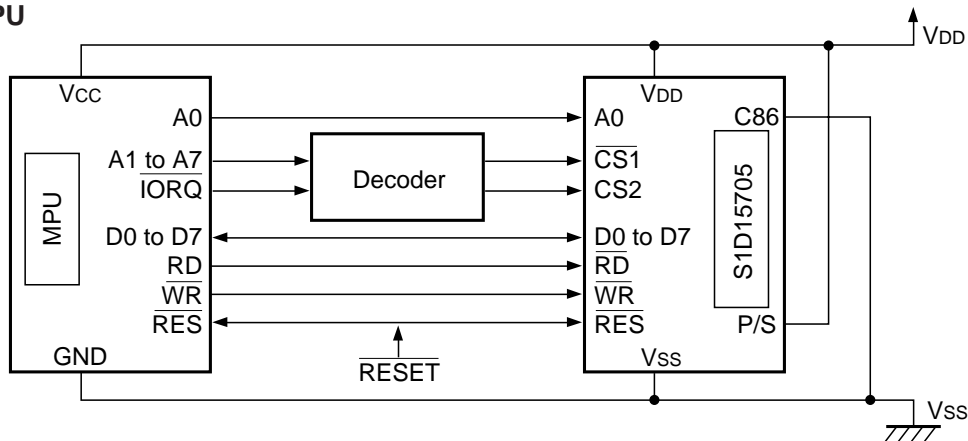 PU
VDD
VCC
A0
A1 to A7
IORQ
D0 to D7
RD
WR
RES
GND
MPU
Decoder
RESET
VDD
A0
CS1
CS2
D0 to D7
RD
WR
RES
VSS
C86
S1D15705
P/S
VSS